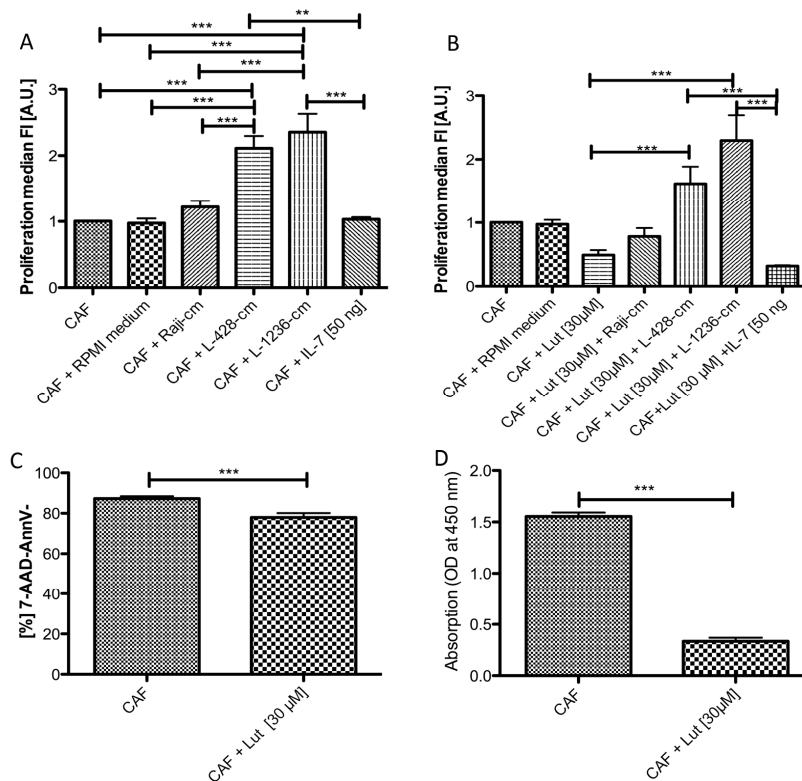 A
**
***
***
***
***
***
***
***
Proliferation median FI [A.U.]
3
2
1
0
CAF
CAF + RPMI medium
CAF + Raji-cm
CAF + L-428-cm
CAF + L-1236-cm
CAF + IL-7 [50 ng]
B
***
***
***
***
Proliferation median FI [A.U.]
3
2
1
0
CAF
CAF + RPMI medium
CAF + Lut [30µM]
CAF + Lut [30µM] + Raji-cm
CAF + Lut [30µM] + L-428-cm
CAF + Lut [30µM] + L-1236-cm
CAF+Lut [30 µM] +IL-7 [50 ng
C
***
[%] 7-AAD-AnnV-
100
80
60
40
20
0
CAF
CAF + Lut [30 µM]
D
***
Absorption (OD at 450 nm)
2.0
1.5
1.0
0.5
0.0
CAF
CAF + Lut [30µM]